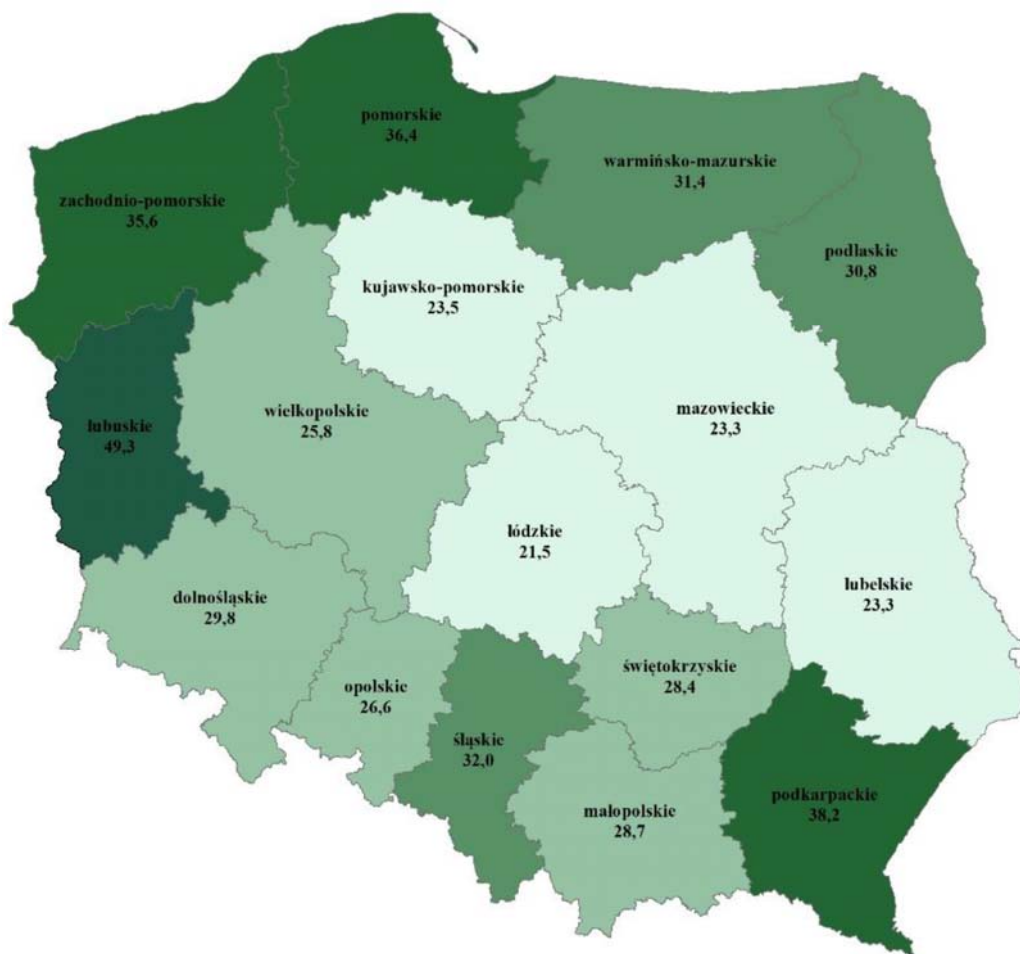 pomorskie
36,4
warmińsko-mazurskie
31,4
zachodnio-pomorskie
35,6
podlaskie
30,8
kujawsko-pomorskie
23,5
wielkopolskie
25,8
mazowieckie
23,3
lubuskie
49,3
łódzkie
21,5
lubelskie
23,3
dolnośląskie
29,8
świętokrzyskie
28,4
opolskie
26,6
śląskie
32,0
małopolskie
28,7
podkarpackie
38,2